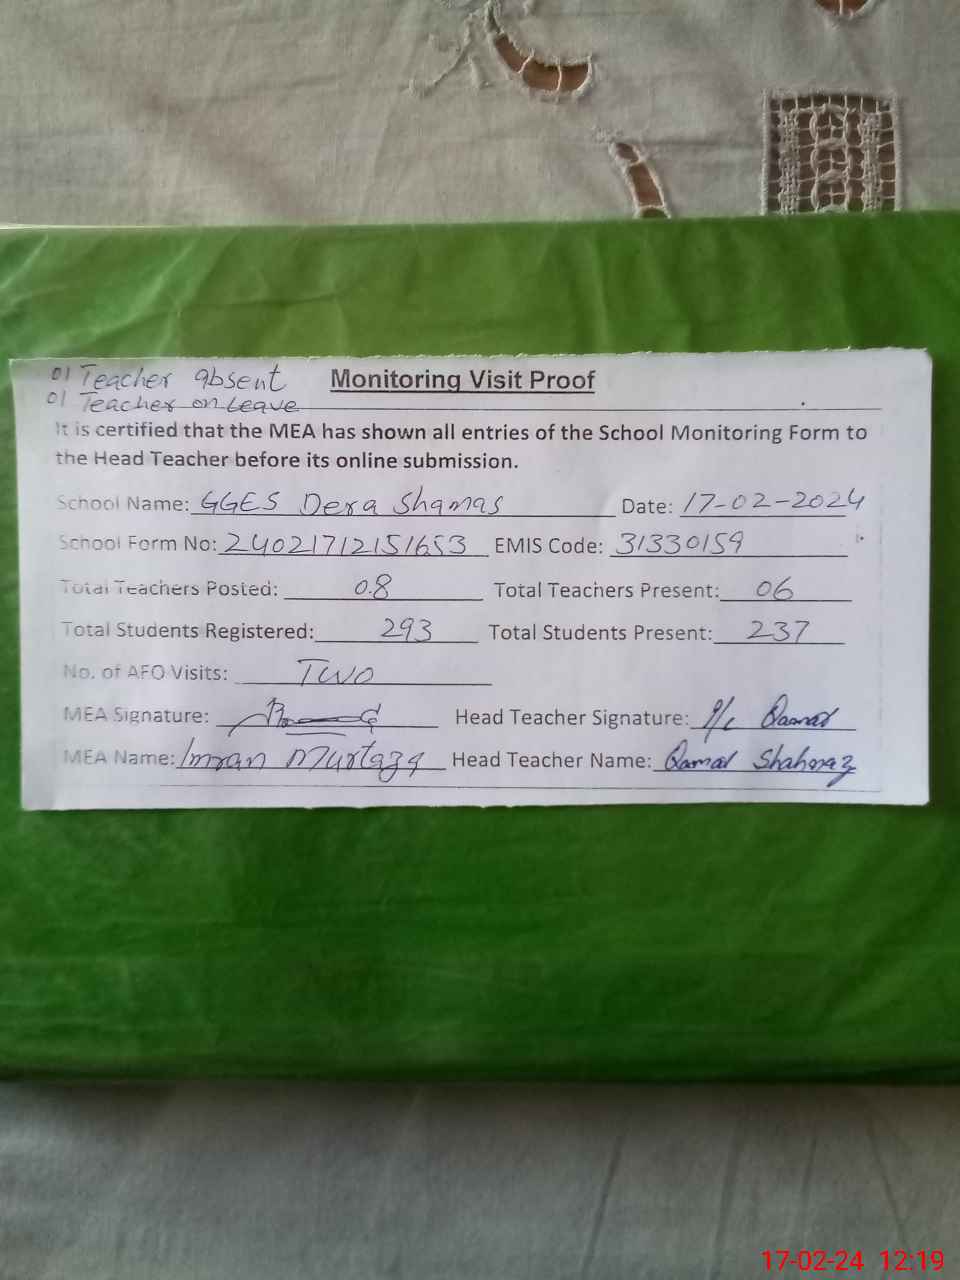 01 Teacher absent
Monitoring Visit Proof
01 Teacher on Leave
It is certified that the MEA has shown all entries of the School Monitoring Form to
the Head Teacher before its online submission.
School Name: GGES Dera Shamas Date: 17-02-2024
School Form No: 24021712151653 EMIS Code: 31330159
Total Teachers Posted: 08 Total Teachers Present: 06
Total Students Registered: 293 Total Students Present: 237
No. of AEO Visits: Two
MEA Signature: Head Teacher Signature: P/c Qamar
MEA Name: Imran Murtaza Head Teacher Name: Qamar Shahnaz
17-02-24 12:19